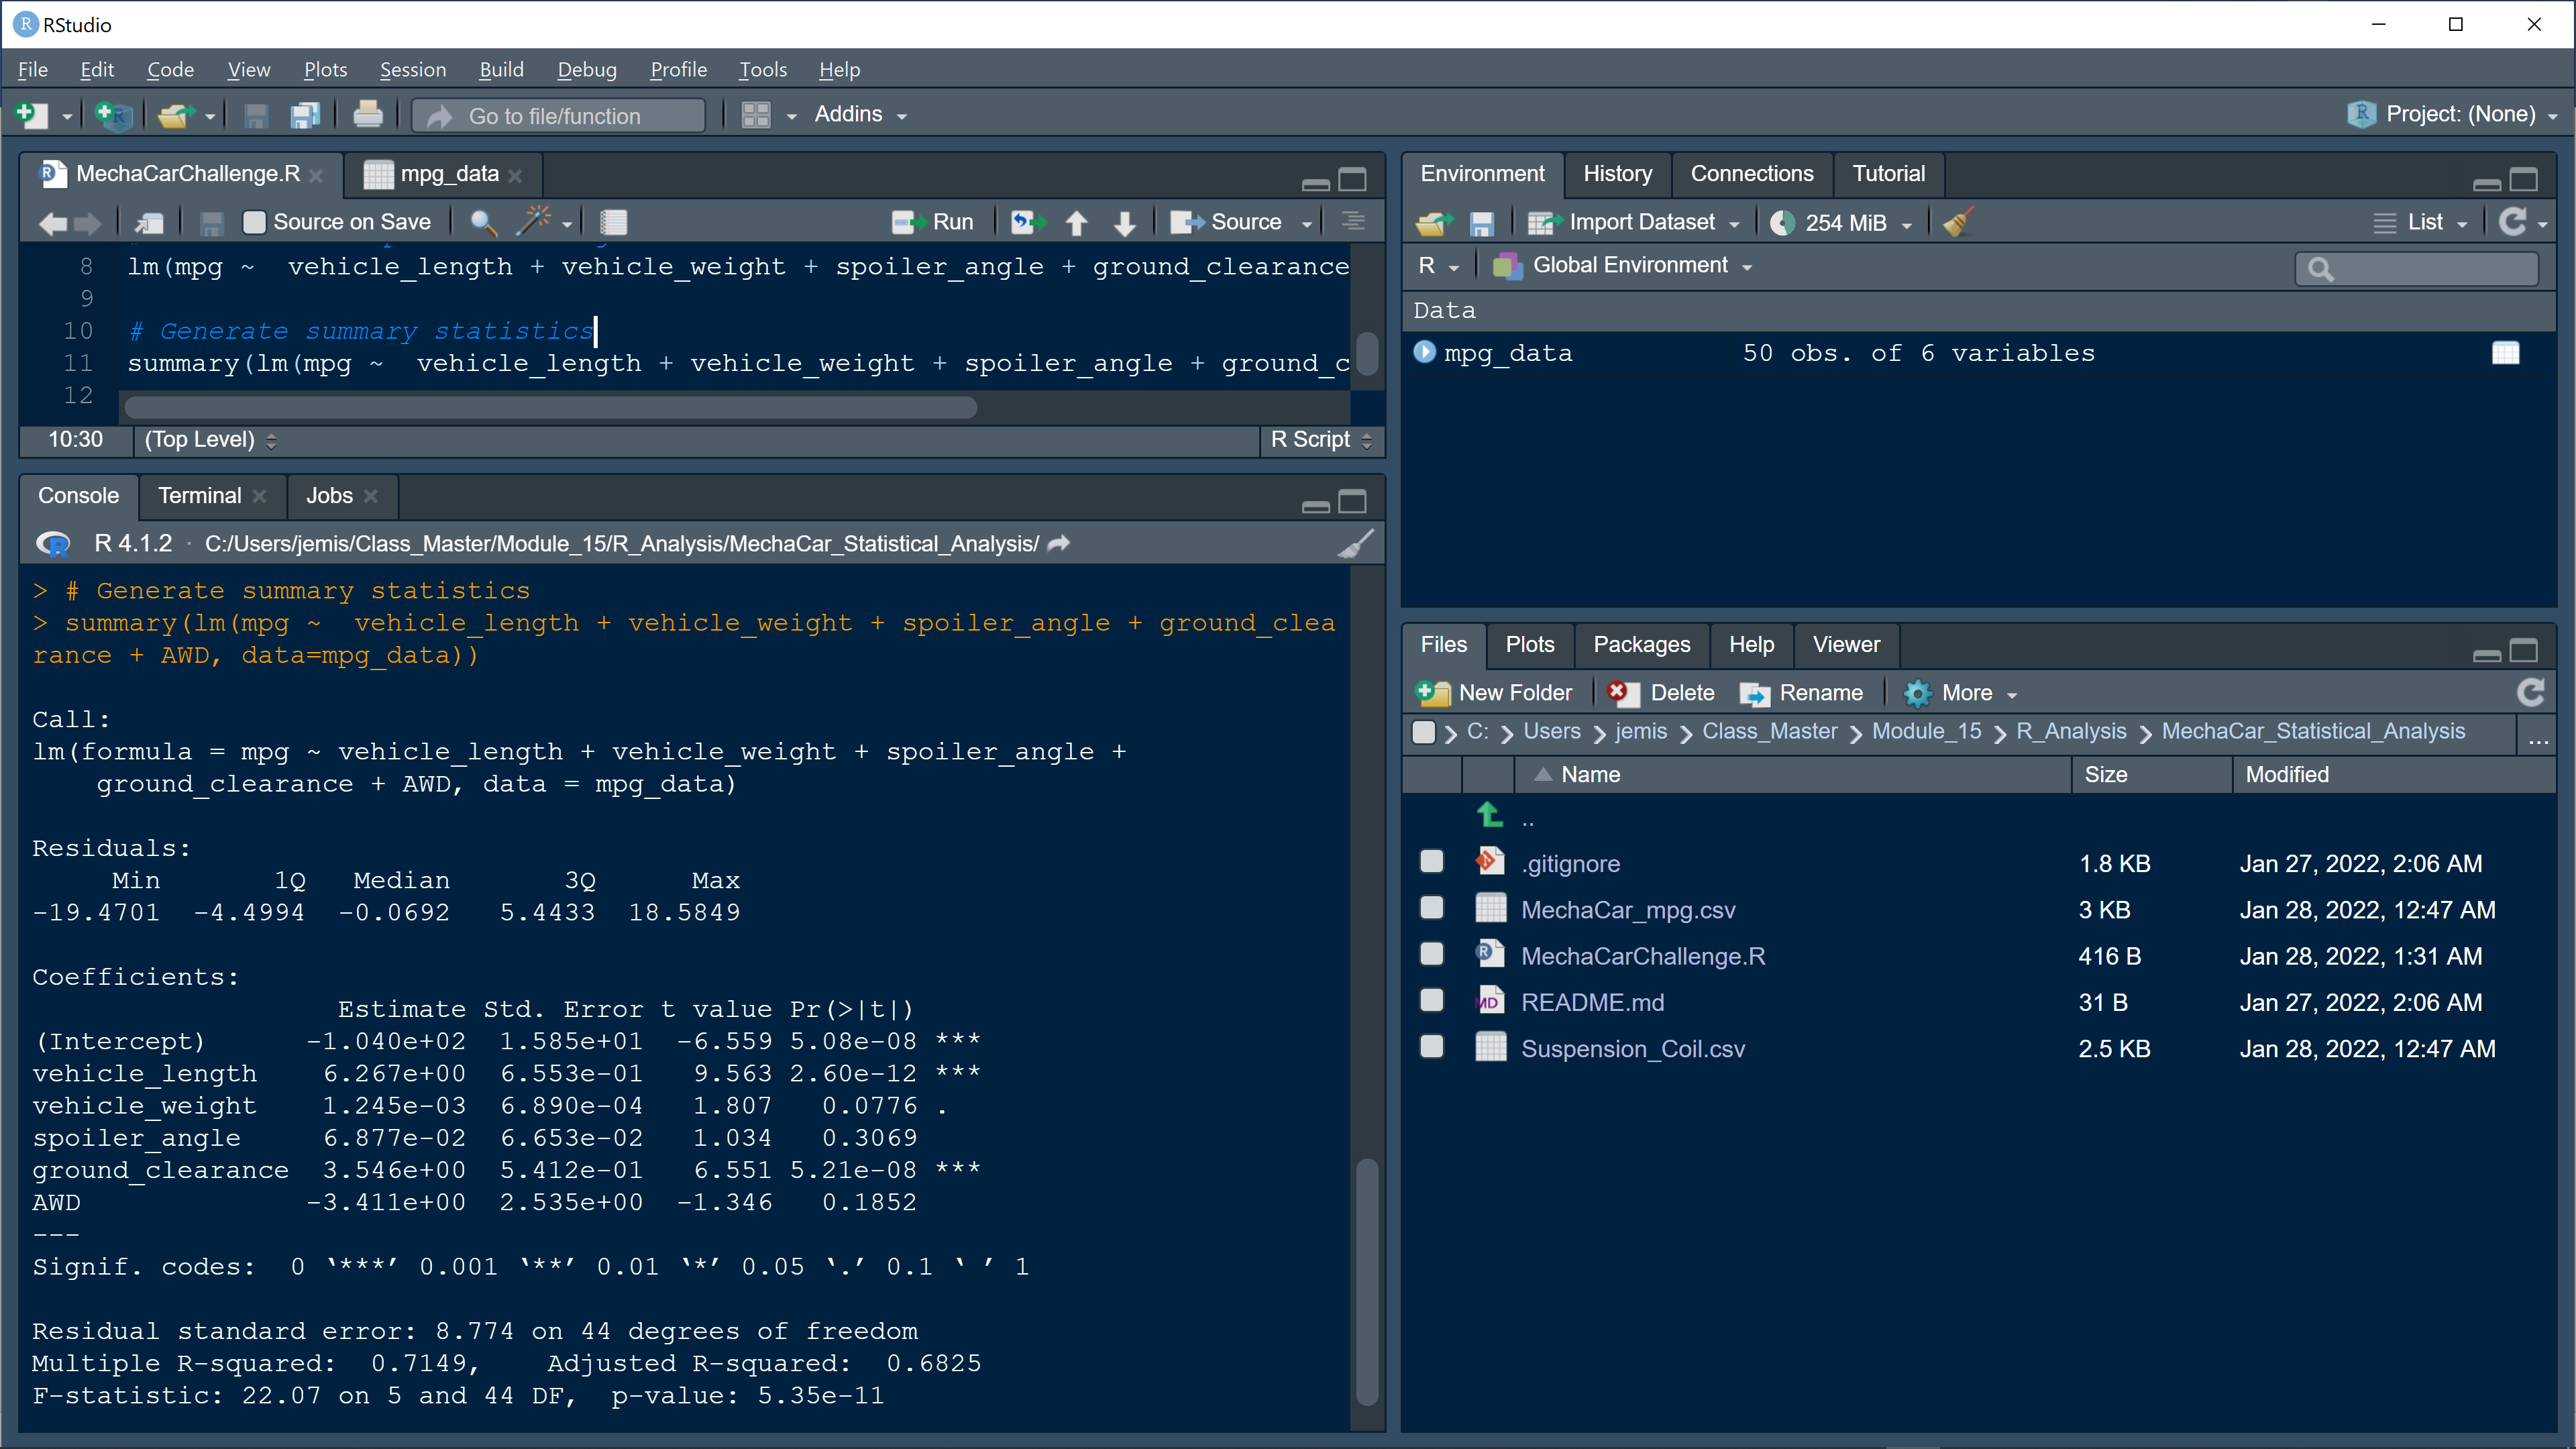 RStudio
File Edit Code View Plots Session Build Debug Profile Tools Help
Go to file/function Addins Project: (None)
MechaCarChallenge.R mpg_data
Source on Save Run Source
8 lm(mpg ~  vehicle_length + vehicle_weight + spoiler_angle + ground_clearance
9
10 # Generate summary statistics
11 summary(lm(mpg ~  vehicle_length + vehicle_weight + spoiler_angle + ground_c
12
10:30 (Top Level) R Script
Console Terminal Jobs
R 4.1.2 · C:/Users/jemis/Class_Master/Module_15/R_Analysis/MechaCar_Statistical_Analysis/
> # Generate summary statistics
> summary(lm(mpg ~  vehicle_length + vehicle_weight + spoiler_angle + ground_clea
rance + AWD, data=mpg_data))
Call:
lm(formula = mpg ~ vehicle_length + vehicle_weight + spoiler_angle +
    ground_clearance + AWD, data = mpg_data)
Residuals:
     Min       1Q   Median       3Q      Max
-19.4701  -4.4994  -0.0692   5.4433  18.5849
Coefficients:
                   Estimate Std. Error t value Pr(>|t|)
(Intercept)      -1.040e+02  1.585e+01  -6.559 5.08e-08 ***
vehicle_length    6.267e+00  6.553e-01   9.563 2.60e-12 ***
vehicle_weight    1.245e-03  6.890e-04   1.807   0.0776 .
spoiler_angle     6.877e-02  6.653e-02   1.034   0.3069
ground_clearance  3.546e+00  5.412e-01   6.551 5.21e-08 ***
AWD              -3.411e+00  2.535e+00  -1.346   0.1852
---
Signif. codes:  0 ‘***’ 0.001 ‘**’ 0.01 ‘*’ 0.05 ‘.’ 0.1 ‘ ’ 1
Residual standard error: 8.774 on 44 degrees of freedom
Multiple R-squared:  0.7149,    Adjusted R-squared:  0.6825
F-statistic: 22.07 on 5 and 44 DF,  p-value: 5.35e-11
Environment History Connections Tutorial
Import Dataset 254 MiB List
R Global Environment
Data
mpg_data 50 obs. of 6 variables
Files Plots Packages Help Viewer
New Folder Delete Rename More
C: Users jemis Class_Master Module_15 R_Analysis MechaCar_Statistical_Analysis ...
Name Size Modified
..
.gitignore 1.8 KB Jan 27, 2022, 2:06 AM
MechaCar_mpg.csv 3 KB Jan 28, 2022, 12:47 AM
MechaCarChallenge.R 416 B Jan 28, 2022, 1:31 AM
README.md 31 B Jan 27, 2022, 2:06 AM
Suspension_Coil.csv 2.5 KB Jan 28, 2022, 12:47 AM